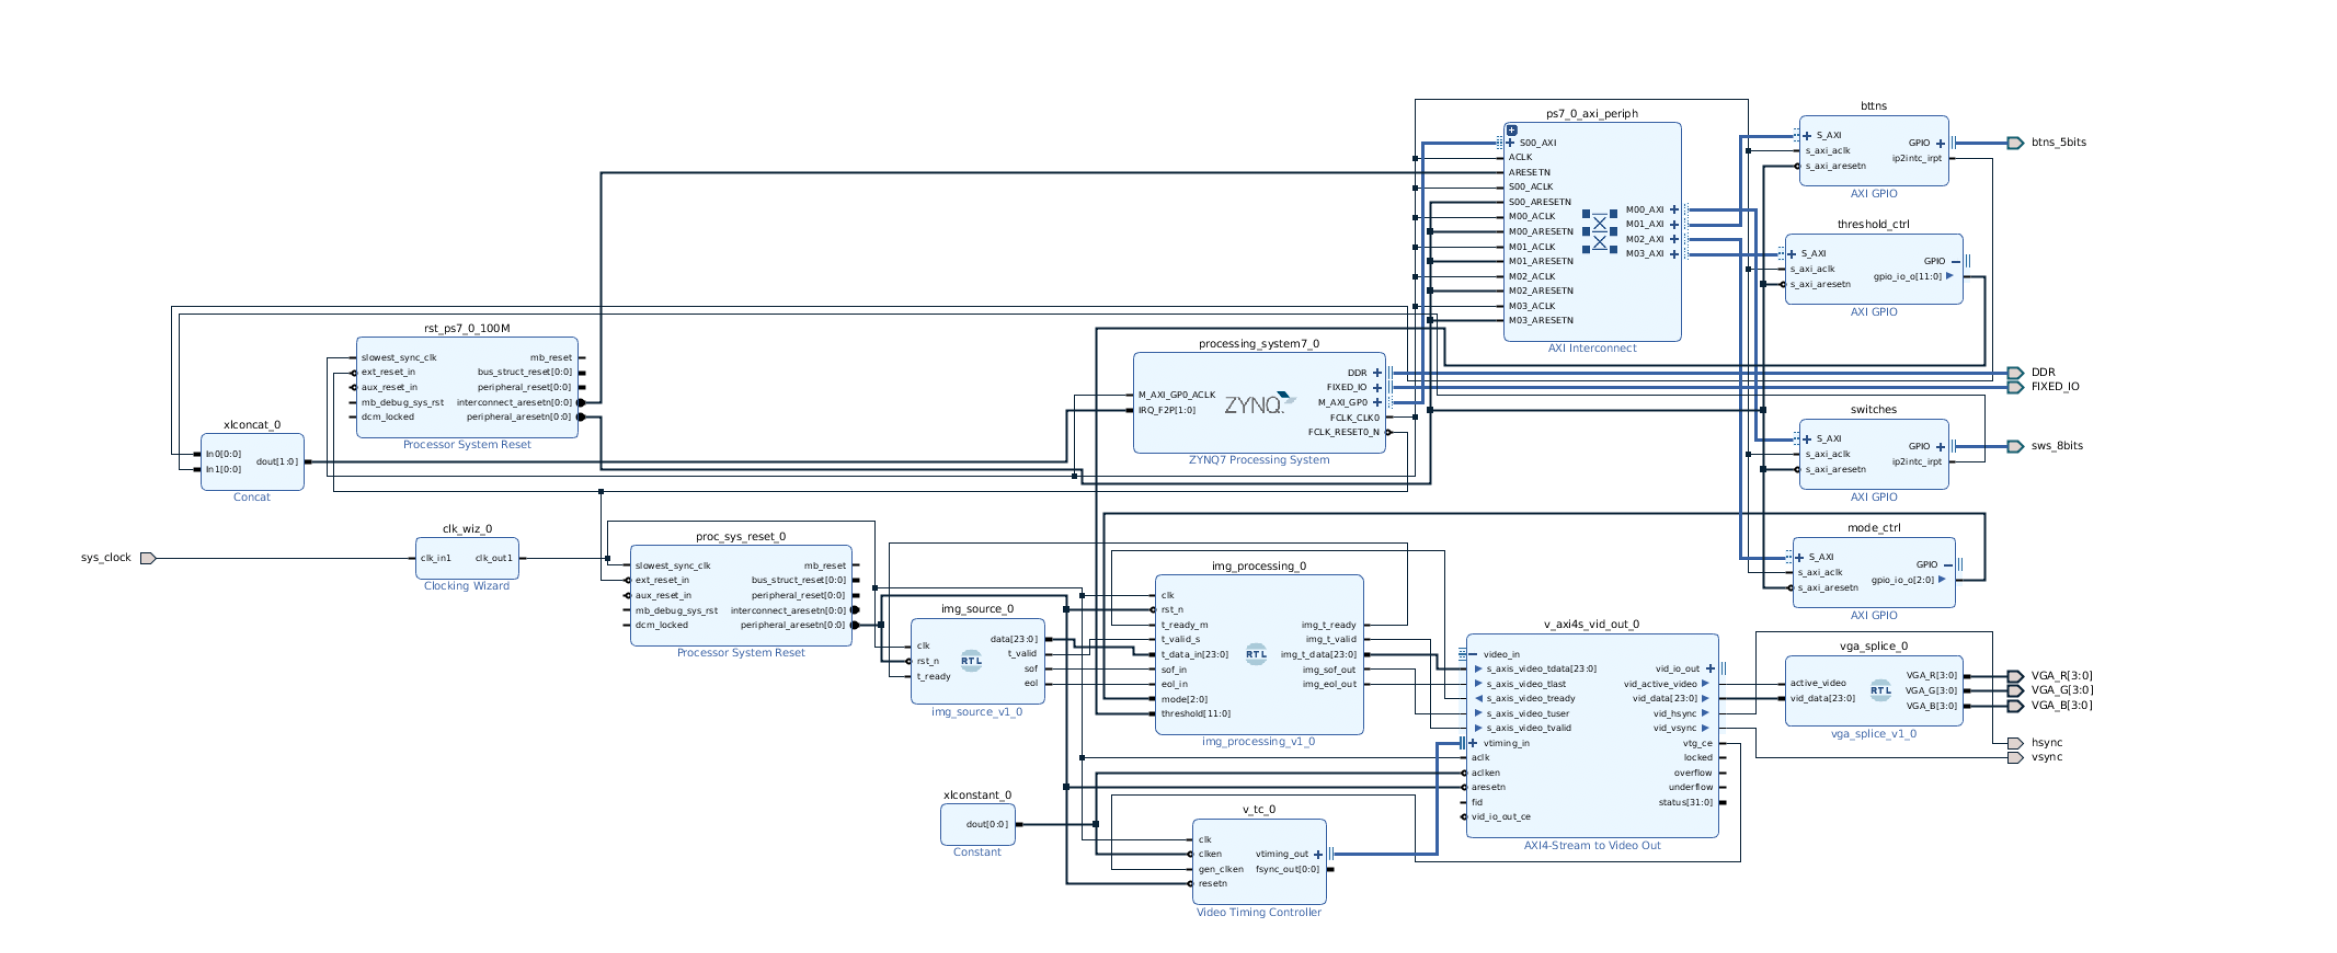 ps7_0_axi_periph
S00_AXI
ACLK
ARESETN
S00_ACLK
S00_ARESETN
M00_ACLK
M00_ARESETN
M01_ACLK
M01_ARESETN
M02_ACLK
M02_ARESETN
M03_ACLK
M03_ARESETN
M00_AXI
M01_AXI
M02_AXI
M03_AXI
AXI Interconnect
bttns
S_AXI
s_axi_aclk
s_axi_aresetn
GPIO
ip2intc_irpt
AXI GPIO
btns_5bits
threshold_ctrl
S_AXI
s_axi_aclk
s_axi_aresetn
GPIO
gpio_io_o[11:0]
AXI GPIO
rst_ps7_0_100M
slowest_sync_clk
ext_reset_in
aux_reset_in
mb_debug_sys_rst
dcm_locked
mb_reset
bus_struct_reset[0:0]
peripheral_reset[0:0]
interconnect_aresetn[0:0]
peripheral_aresetn[0:0]
Processor System Reset
processing_system7_0
M_AXI_GP0_ACLK
IRQ_F2P[1:0]
ZYNQ
DDR
FIXED_IO
M_AXI_GP0
FCLK_CLK0
FCLK_RESET0_N
ZYNQ7 Processing System
DDR
FIXED_IO
switches
S_AXI
s_axi_aclk
s_axi_aresetn
GPIO
ip2intc_irpt
AXI GPIO
sws_8bits
xlconcat_0
In0[0:0]
In1[0:0]
dout[1:0]
Concat
sys_clock
clk_wiz_0
clk_in1
clk_out1
Clocking Wizard
proc_sys_reset_0
slowest_sync_clk
ext_reset_in
aux_reset_in
mb_debug_sys_rst
dcm_locked
mb_reset
bus_struct_reset[0:0]
peripheral_reset[0:0]
interconnect_aresetn[0:0]
peripheral_aresetn[0:0]
Processor System Reset
mode_ctrl
S_AXI
s_axi_aclk
s_axi_aresetn
GPIO
gpio_io_o[2:0]
AXI GPIO
img_source_0
clk
rst_n
t_ready
RTL
data[23:0]
t_valid
sof
eol
img_source_v1_0
img_processing_0
clk
rst_n
t_ready_m
t_valid_s
t_data_in[23:0]
sof_in
eol_in
mode[2:0]
threshold[11:0]
RTL
img_t_ready
img_t_valid
img_t_data[23:0]
img_sof_out
img_eol_out
img_processing_v1_0
v_axi4s_vid_out_0
video_in
s_axis_video_tdata[23:0]
s_axis_video_tlast
s_axis_video_tready
s_axis_video_tuser
s_axis_video_tvalid
vtiming_in
aclk
aclken
aresetn
fid
vid_io_out_ce
vid_io_out
vid_active_video
vid_data[23:0]
vid_hsync
vid_vsync
vtg_ce
locked
overflow
underflow
status[31:0]
AXI4-Stream to Video Out
vga_splice_0
active_video
vid_data[23:0]
RTL
VGA_R[3:0]
VGA_G[3:0]
VGA_B[3:0]
vga_splice_v1_0
VGA_R[3:0]
VGA_G[3:0]
VGA_B[3:0]
hsync
vsync
xlconstant_0
dout[0:0]
Constant
v_tc_0
clk
clken
gen_clken
resetn
vtiming_out
fsync_out[0:0]
Video Timing Controller